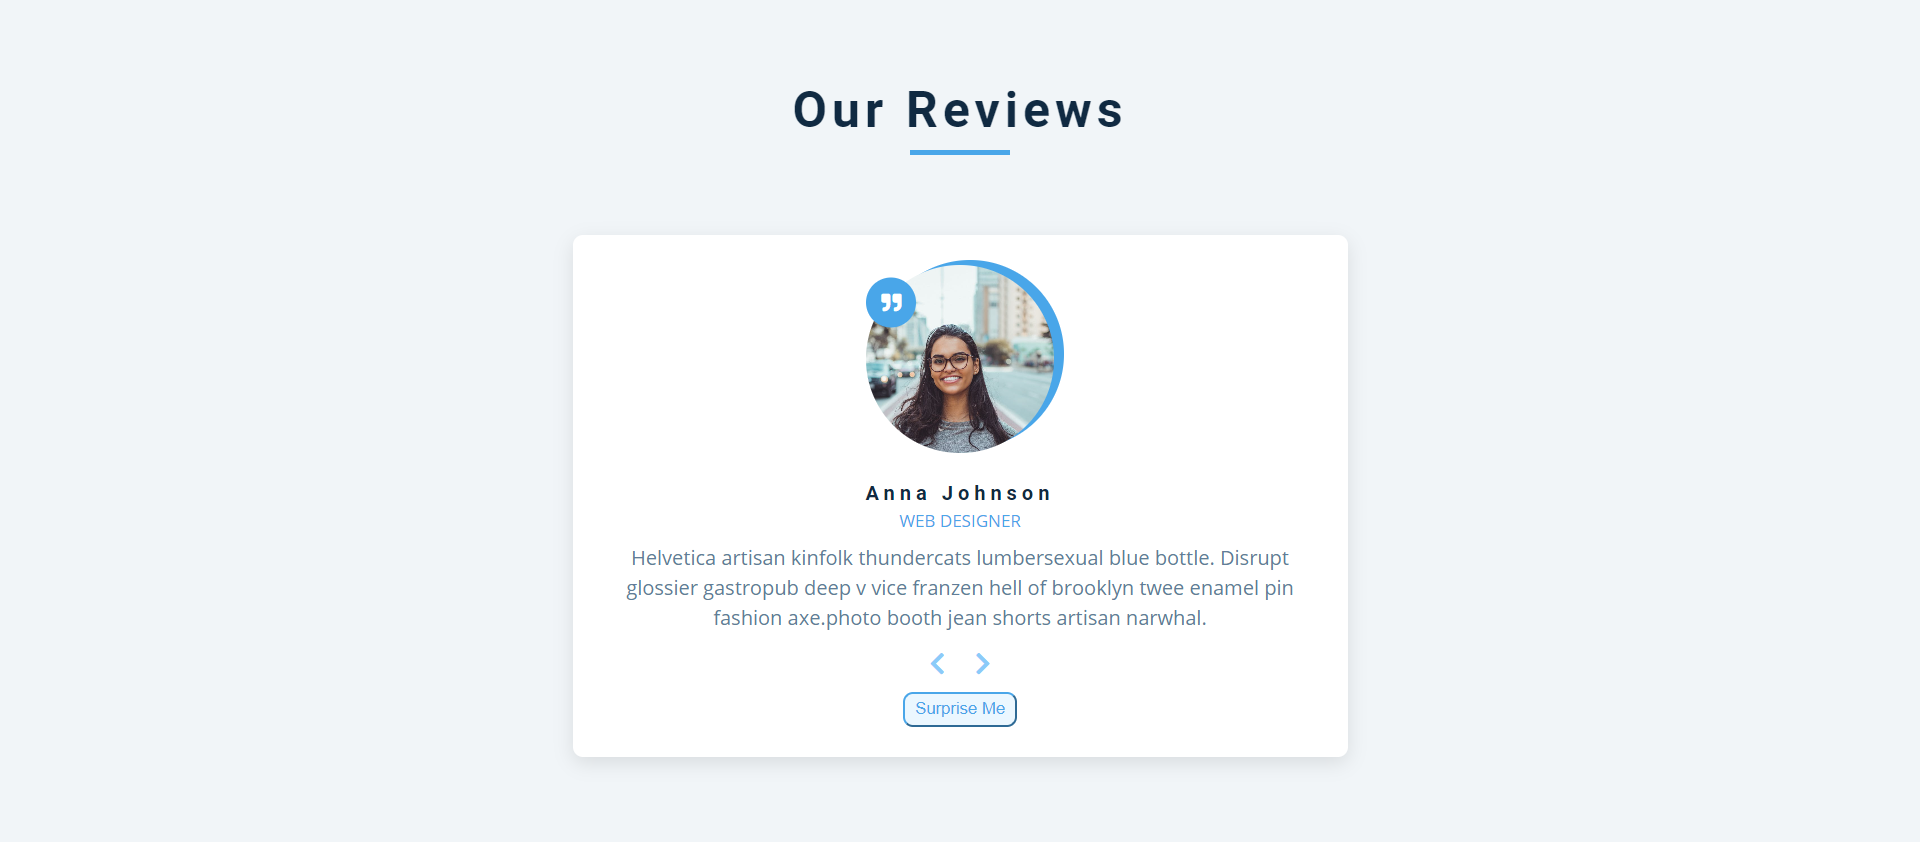 Our Reviews
Anna Johnson
WEB DESIGNER
Helvetica artisan kinfolk thundercats lumbersexual blue bottle. Disrupt
glossier gastropub deep v vice franzen hell of brooklyn twee enamel pin
fashion axe.photo booth jean shorts artisan narwhal.
Surprise Me